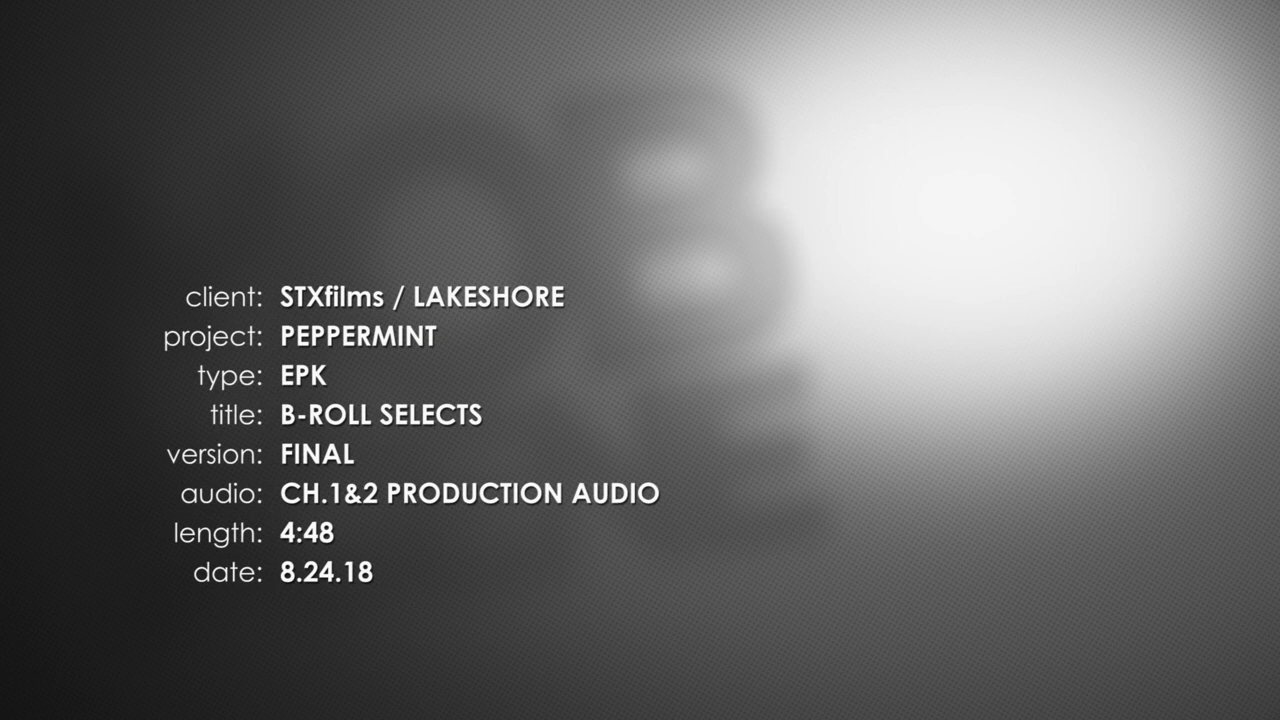 client: STXfilms / LAKESHORE
project: PEPPERMINT
type: EPK
title: B-ROLL SELECTS
version: FINAL
audio: CH.1&2 PRODUCTION AUDIO
length: 4:48
date: 8.24.18